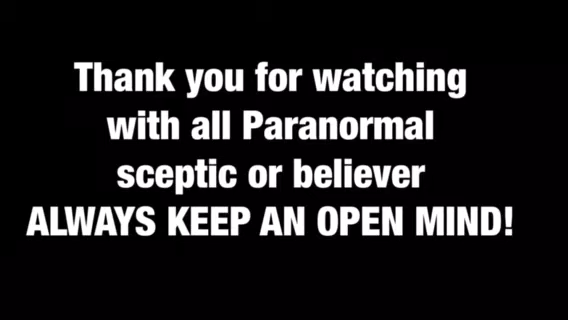 Thank you for watching
with all Paranormal
sceptic or believer
ALWAYS KEEP AN OPEN MIND!